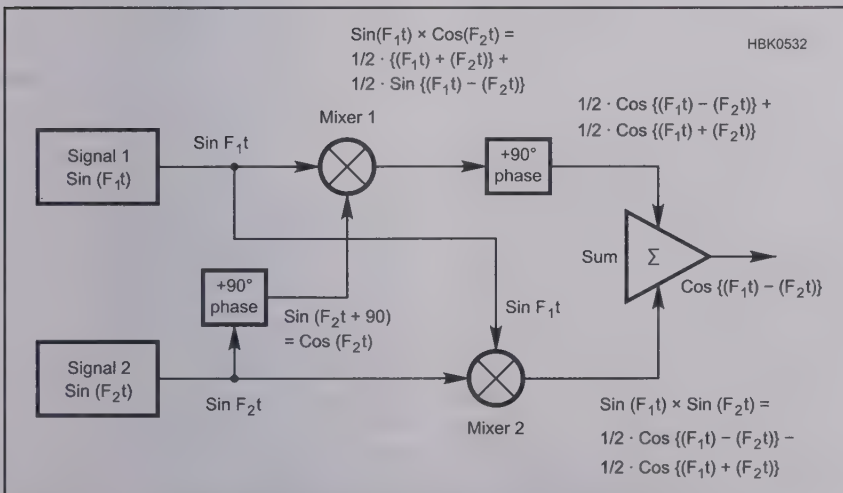 Sin(F₁t) × Cos(F₂t) =
1/2 · {(F₁t) + (F₂t)} +
1/2 · Sin {(F₁t) – (F₂t)}
HBK0532
Mixer 1
1/2 · Cos {(F₁t) – (F₂t)} +
1/2 · Cos {(F₁t) + (F₂t)}
Signal 1
Sin (F₁t)
Sin F₁t
+90°
phase
Sum
Σ
Cos {(F₁t) – (F₂t)}
+90°
phase
Sin (F₂t + 90)
= Cos (F₂t)
Sin F₁t
Signal 2
Sin (F₂t)
Sin F₂t
Mixer 2
Sin (F₁t) × Sin (F₂t) =
1/2 · Cos {(F₁t) – (F₂t)} –
1/2 · Cos {(F₁t) + (F₂t)}